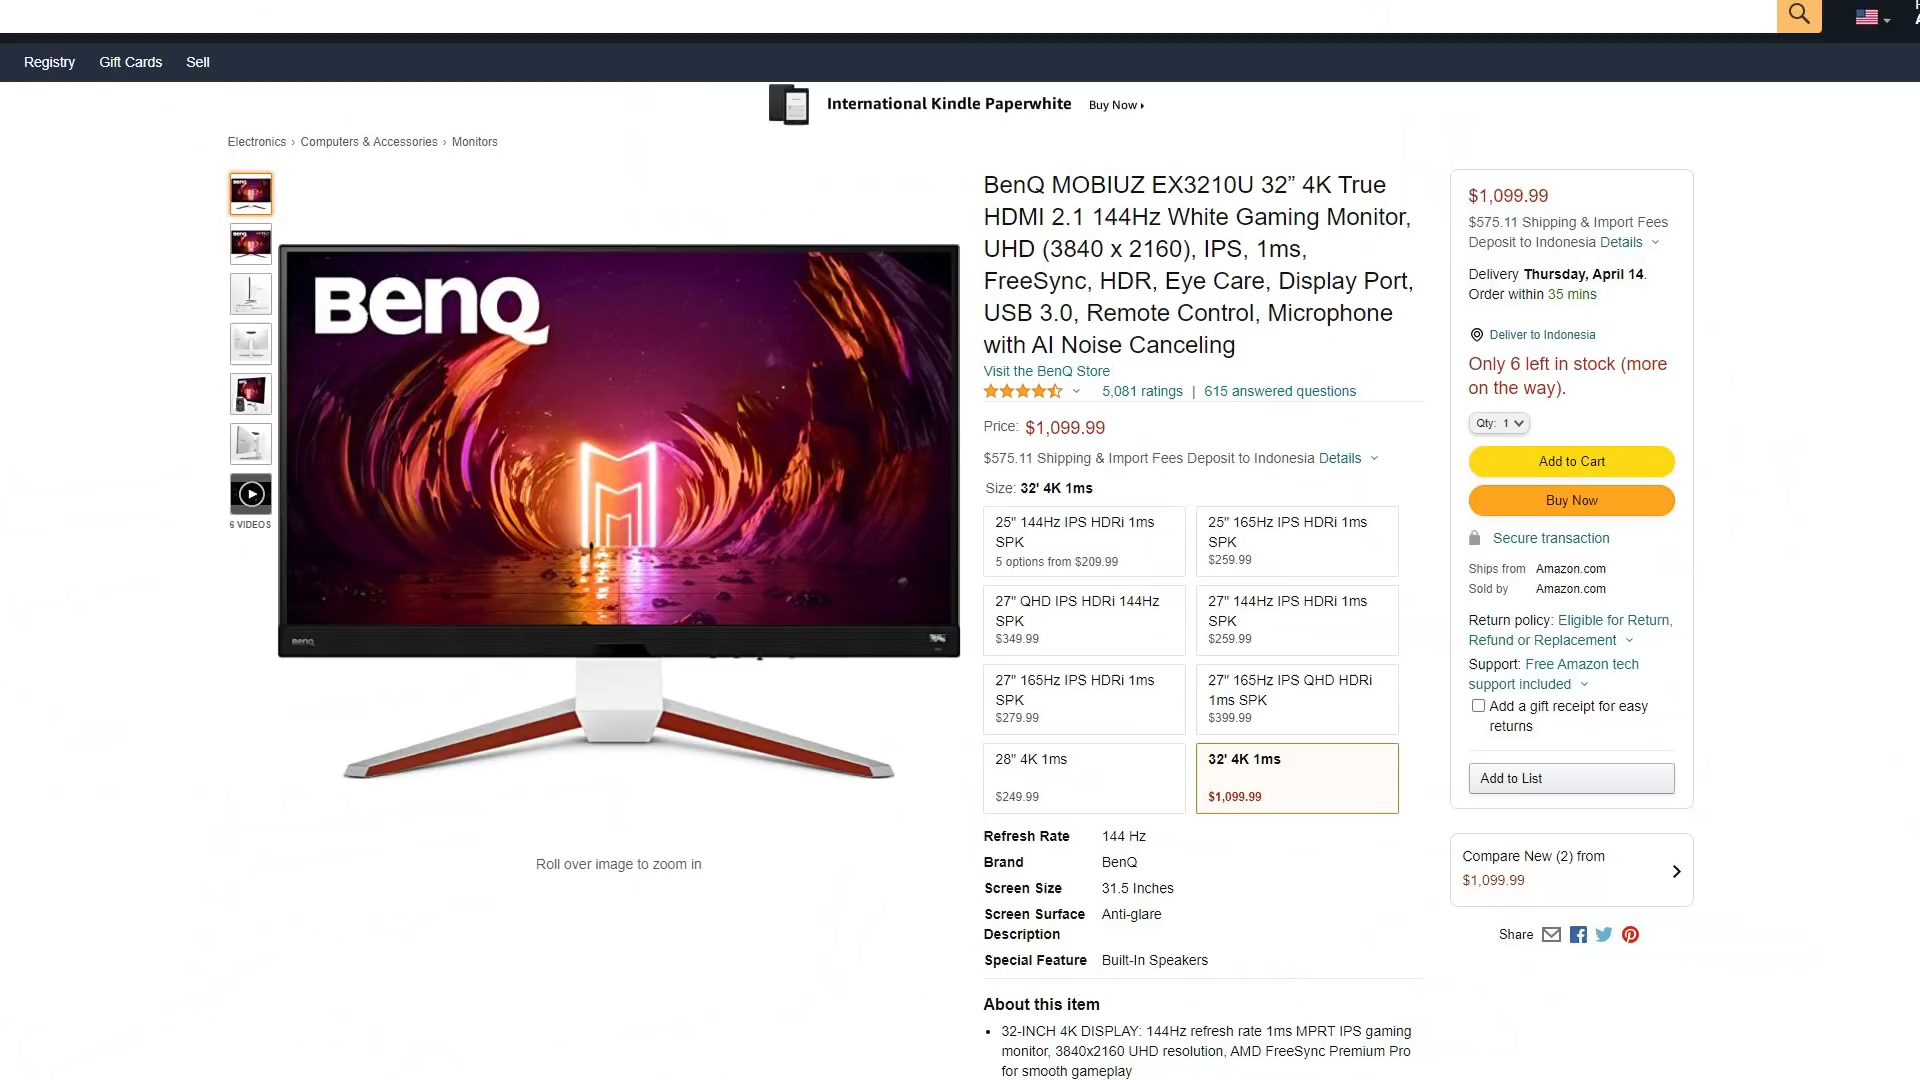 Registry Gift Cards Sell
International Kindle Paperwhite Buy Now
Electronics › Computers & Accessories › Monitors
6 VIDEOS
BenQ
BenQ
Roll over image to zoom in
BenQ MOBIUZ EX3210U 32” 4K True
HDMI 2.1 144Hz White Gaming Monitor,
UHD (3840 x 2160), IPS, 1ms,
FreeSync, HDR, Eye Care, Display Port,
USB 3.0, Remote Control, Microphone
with AI Noise Canceling
Visit the BenQ Store
5,081 ratings | 615 answered questions
Price: $1,099.99
$575.11 Shipping & Import Fees Deposit to Indonesia Details
Size: 32' 4K 1ms
25" 144Hz IPS HDRi 1ms
SPK
5 options from $209.99
25" 165Hz IPS HDRi 1ms
SPK
$259.99
27" QHD IPS HDRi 144Hz
SPK
$349.99
27" 144Hz IPS HDRi 1ms
SPK
$259.99
27" 165Hz IPS HDRi 1ms
SPK
$279.99
27" 165Hz IPS QHD HDRi
1ms SPK
$399.99
28" 4K 1ms
$249.99
32' 4K 1ms
$1,099.99
Refresh Rate 144 Hz
Brand BenQ
Screen Size 31.5 Inches
Screen Surface Anti-glare
Description
Special Feature Built-In Speakers
About this item
• 32-INCH 4K DISPLAY: 144Hz refresh rate 1ms MPRT IPS gaming
monitor, 3840x2160 UHD resolution, AMD FreeSync Premium Pro
for smooth gameplay
$1,099.99
$575.11 Shipping & Import Fees
Deposit to Indonesia Details
Delivery Thursday, April 14.
Order within 35 mins
Deliver to Indonesia
Only 6 left in stock (more
on the way).
Qty: 1
Add to Cart
Buy Now
Secure transaction
Ships from Amazon.com
Sold by Amazon.com
Return policy: Eligible for Return,
Refund or Replacement
Support: Free Amazon tech
support included
Add a gift receipt for easy
returns
Add to List
Compare New (2) from
$1,099.99
Share